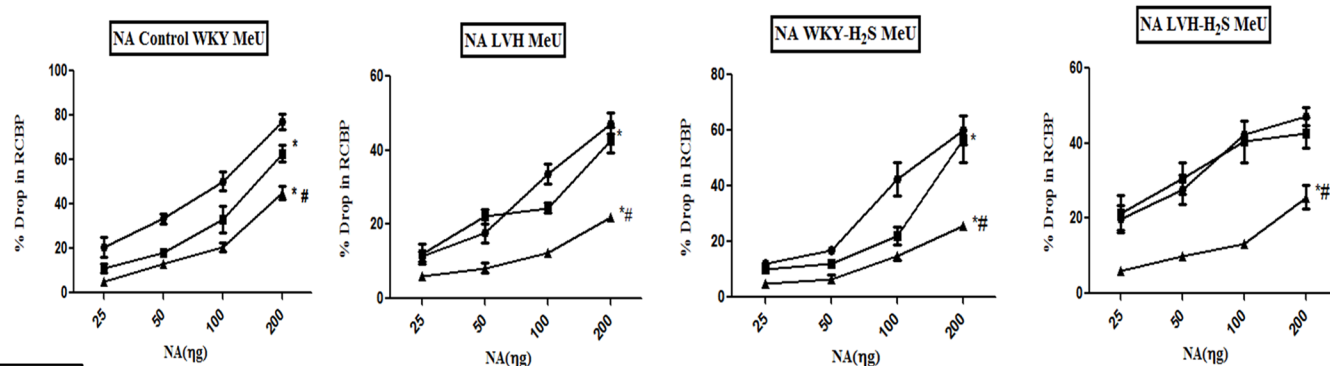 NA Control WKY MeU
% Drop in RCBP
100
80
60
40
20
0
*
* #
25 50 100 200
NA(ηg)
NA LVH MeU
% Drop in RCBP
60
40
20
0
*
*#
25 50 100 200
NA(ηg)
NA WKY-H₂S MeU
% Drop in RCBP
80
60
40
20
0
*
*#
25 50 100 200
NA(ηg)
NA LVH-H₂S MeU
% Drop in RCBP
60
40
20
0
*#
25 50 100 200
NA(ηg)